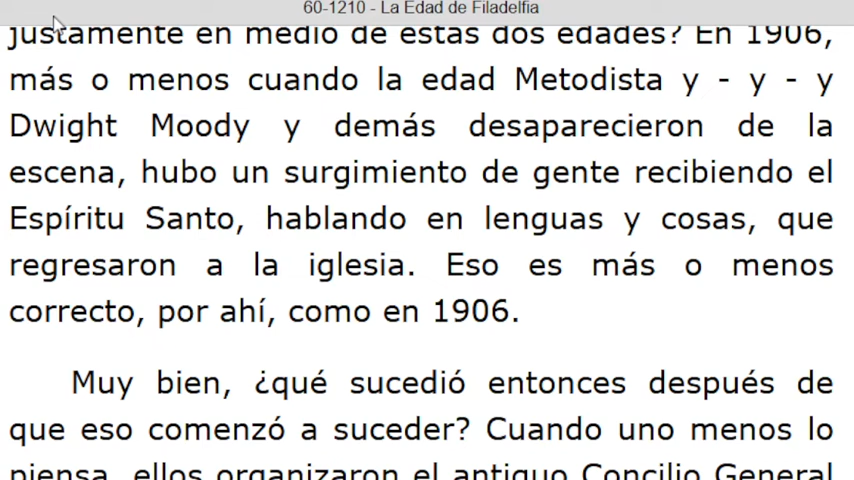 60-1210 - La Edad de Filadelfia
justamente en medio de estas dos edades? En 1906,
más o menos cuando la edad Metodista y - y - y
Dwight Moody y demás desaparecieron de la
escena, hubo un surgimiento de gente recibiendo el
Espíritu Santo, hablando en lenguas y cosas, que
regresaron a la iglesia. Eso es más o menos
correcto, por ahí, como en 1906.
Muy bien, ¿qué sucedió entonces después de
que eso comenzó a suceder? Cuando uno menos lo
piensa, ellos organizaron el antiguo Concilio General